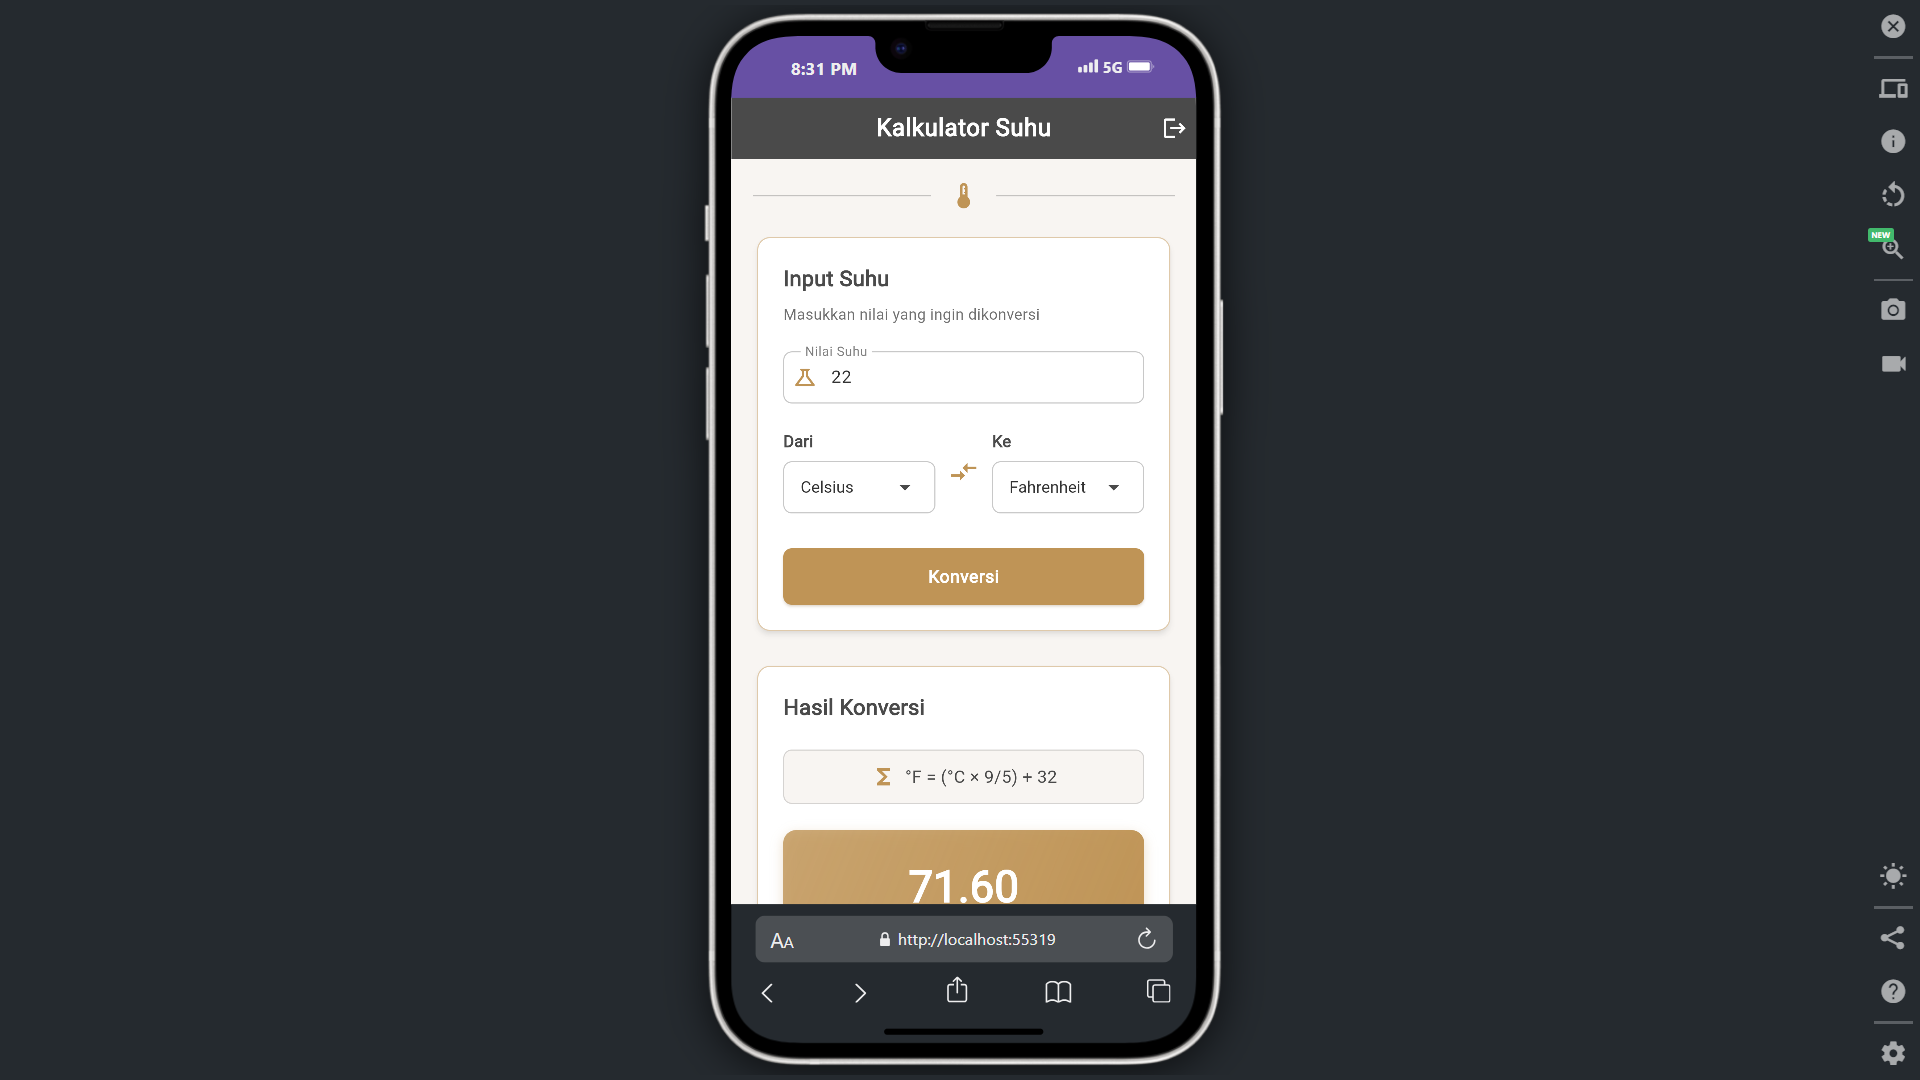 8:31 PM
5G
Kalkulator Suhu
NEW
Input Suhu
Masukkan nilai yang ingin dikonversi
Nilai Suhu
22
Dari
Ke
Celsius
Fahrenheit
Konversi
Hasil Konversi
°F = (°C × 9/5) + 32
71.60
AA
http://localhost:55319